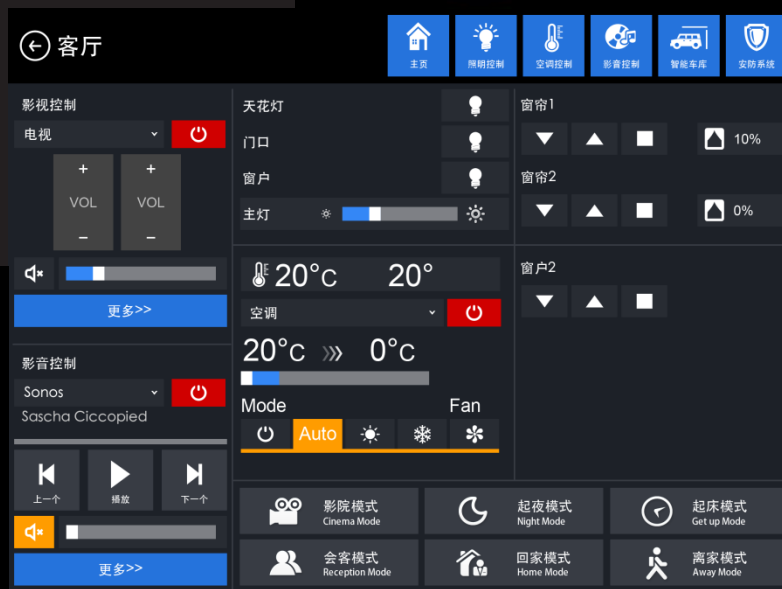 客厅
主页
照明控制
空调控制
影音控制
智能车库
安防系统
影视控制
电视
+
+
VOL
VOL
–
–
更多>>
影音控制
Sonos
Sascha Ciccopied
上一个
播放
下一个
更多>>
天花灯
门口
窗户
主灯
20°C
20°
空调
20°C
0°C
Mode
Fan
Auto
窗帘1
10%
窗帘2
0%
窗户2
影院模式
Cinema Mode
起夜模式
Night Mode
起床模式
Get up Mode
会客模式
Reception Mode
回家模式
Home Mode
离家模式
Away Mode